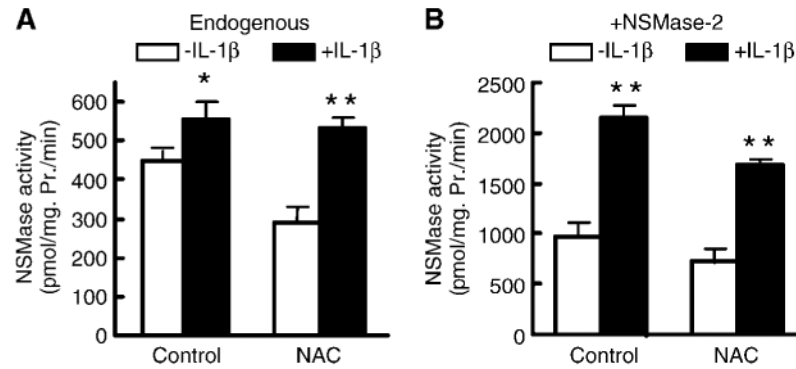 A Endogenous
-IL-1β +IL-1β
NSMase activity
(pmol/mg. Pr./min)
600
500
400
300
200
100
0
*
**
Control NAC
B +NSMase-2
-IL-1β +IL-1β
NSMase activity
(pmol/mg. Pr./min)
2500
2000
1500
1000
500
0
**
**
Control NAC